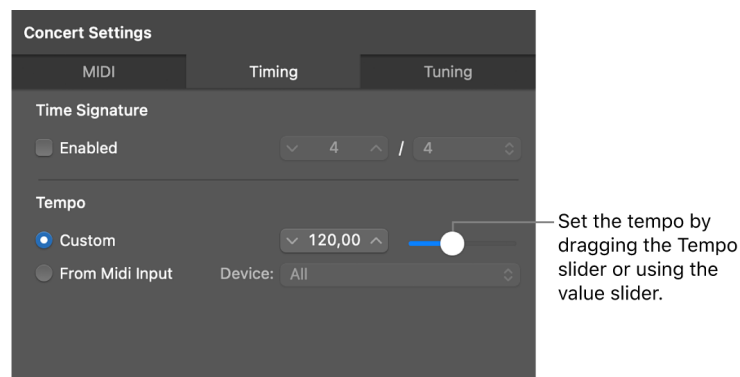 Concert Settings
MIDI Timing Tuning
Time Signature
Enabled 4 / 4
Tempo
Custom 120,00
From Midi Input Device: All
Set the tempo by
dragging the Tempo
slider or using the
value slider.